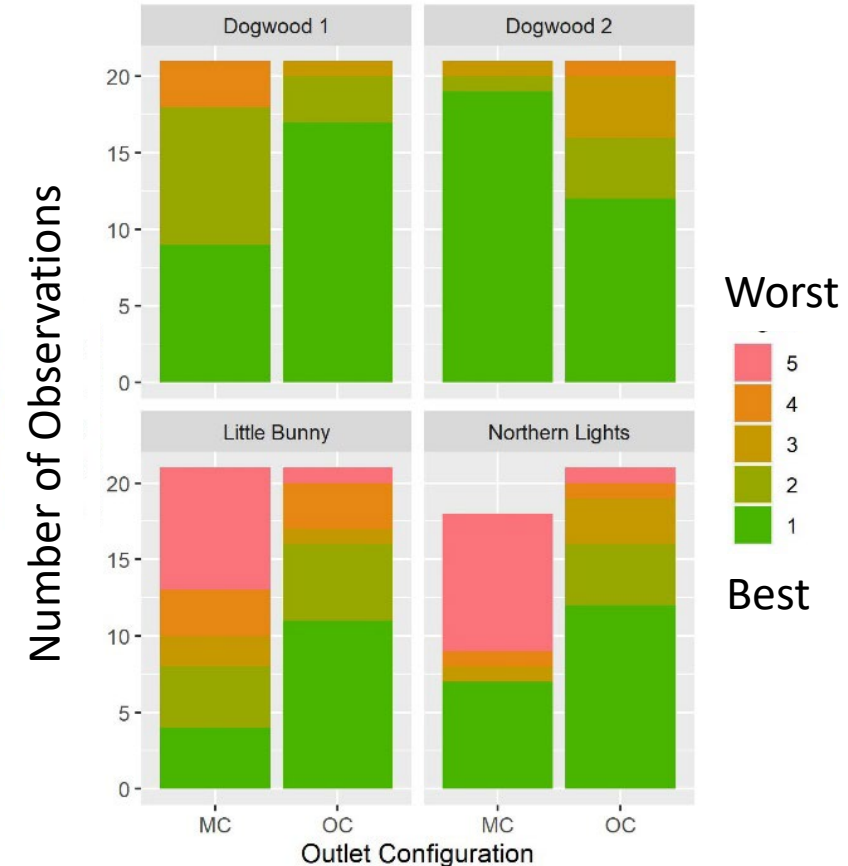 Dogwood 1
Dogwood 2
20
15
10
5
0
Little Bunny
Northern Lights
20
15
10
5
0
MC
OC
MC
OC
Outlet Configuration
Number of Observations
Worst
5
4
3
2
1
Best